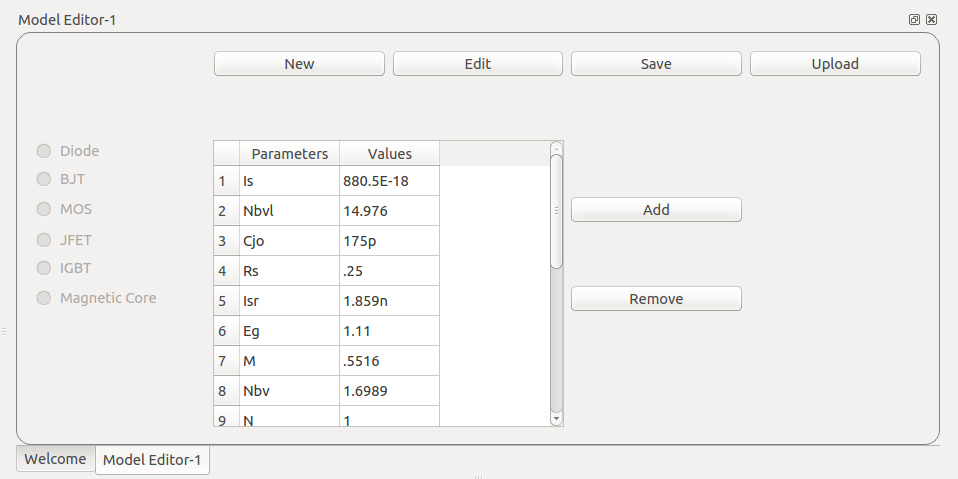 Model Editor-1
New Edit Save Upload
Diode
BJT
MOS
JFET
IGBT
Magnetic Core
Parameters Values
1 Is 880.5E-18
2 Nbvl 14.976
3 Cjo 175p
4 Rs .25
5 Isr 1.859n
6 Eg 1.11
7 M .5516
8 Nbv 1.6989
9 N 1
Add
Remove
Welcome Model Editor-1